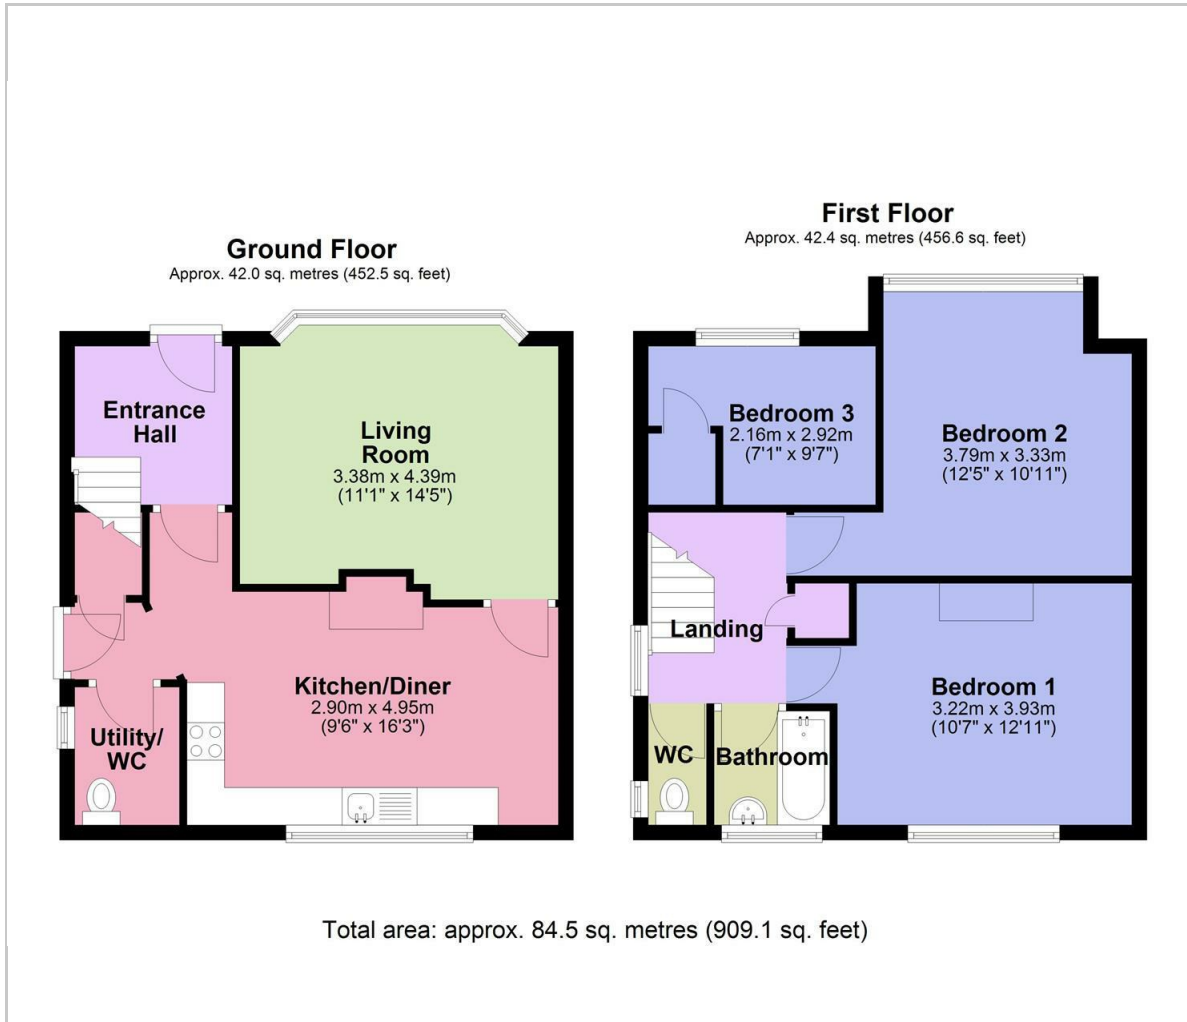 Ground Floor
Approx. 42.0 sq. metres (452.5 sq. feet)
Entrance
Hall
Living
Room
3.38m x 4.39m
(11'1" x 14'5")
Kitchen/Diner
2.90m x 4.95m
(9'6" x 16'3")
Utility/
WC
First Floor
Approx. 42.4 sq. metres (456.6 sq. feet)
Bedroom 3
2.16m x 2.92m
(7'1" x 9'7")
Bedroom 2
3.79m x 3.33m
(12'5" x 10'11")
Landing
Bedroom 1
3.22m x 3.93m
(10'7" x 12'11")
WC
Bathroom
Total area: approx. 84.5 sq. metres (909.1 sq. feet)